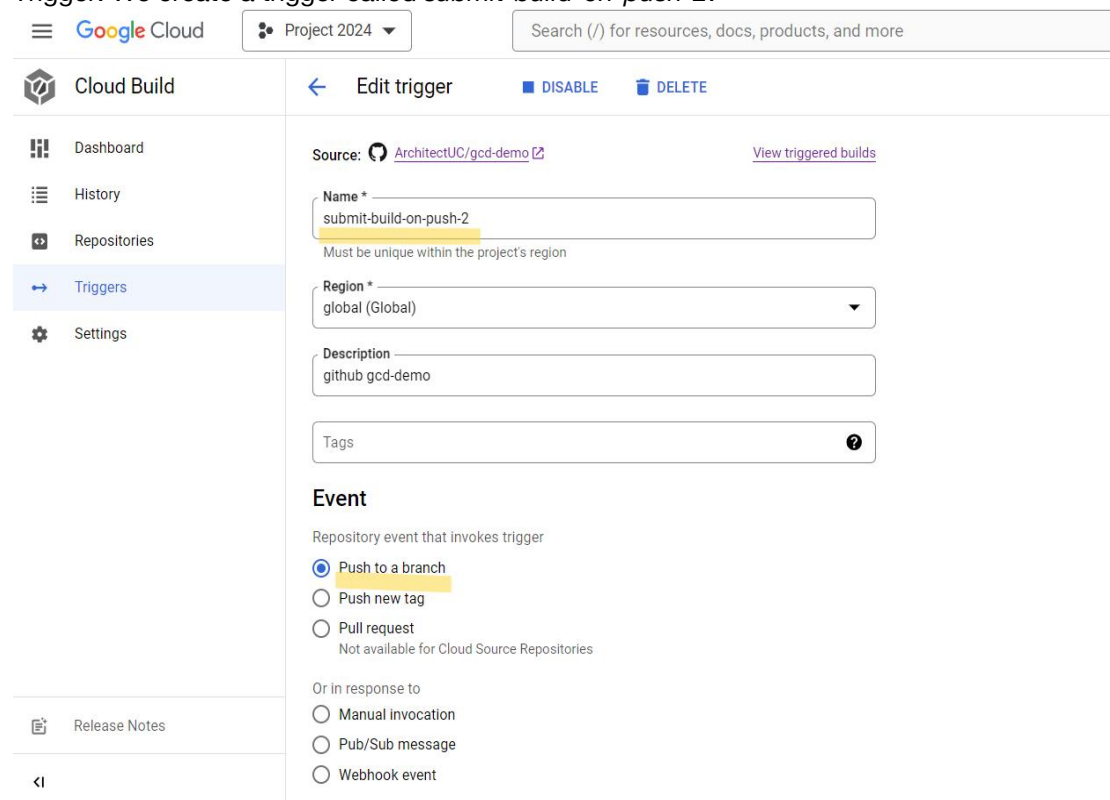 Trigger. We create a trigger called submit-build-on-push-2.
Google Cloud Project 2024 Search (/) for resources, docs, products, and more
Cloud Build Edit trigger DISABLE DELETE
Dashboard
History
Repositories
Triggers
Settings
Release Notes
Source: ArchitectUC/gcd-demo View triggered builds
Name *
submit-build-on-push-2
Must be unique within the project's region
Region *
global (Global)
Description
github gcd-demo
Tags
Event
Repository event that invokes trigger
Push to a branch
Push new tag
Pull request
Not available for Cloud Source Repositories
Or in response to
Manual invocation
Pub/Sub message
Webhook event